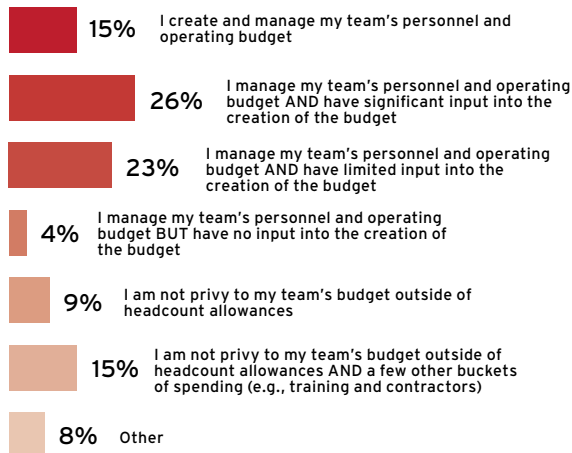 15% I create and manage my team's personnel and
operating budget
26% I manage my team's personnel and operating
budget AND have significant input into the
creation of the budget
23% I manage my team's personnel and operating
budget AND have limited input into the
creation of the budget
4% I manage my team's personnel and operating
budget BUT have no input into the creation of
the budget
9% I am not privy to my team's budget outside of
headcount allowances
15% I am not privy to my team's budget outside of
headcount allowances AND a few other buckets
of spending (e.g., training and contractors)
8% Other